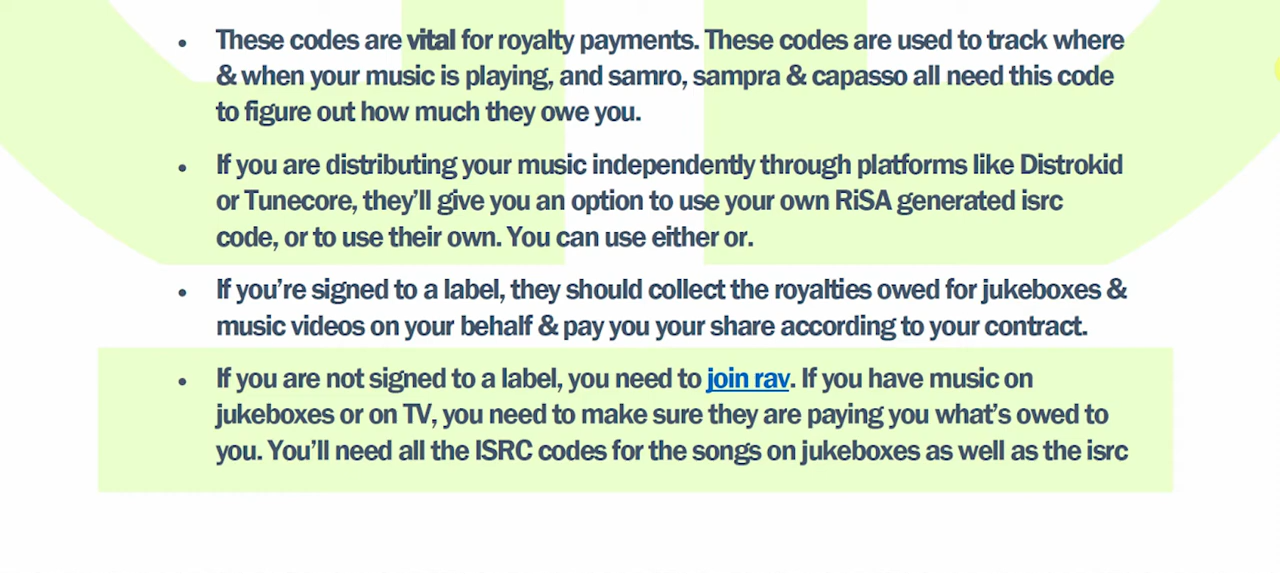 • These codes are vital for royalty payments. These codes are used to track where
& when your music is playing, and samro, sampra & capasso all need this code
to figure out how much they owe you.
• If you are distributing your music independently through platforms like Distrokid
or Tunecore, they’ll give you an option to use your own RiSA generated isrc
code, or to use their own. You can use either or.
• If you’re signed to a label, they should collect the royalties owed for jukeboxes &
music videos on your behalf & pay you your share according to your contract.
• If you are not signed to a label, you need to join rav. If you have music on
jukeboxes or on TV, you need to make sure they are paying you what’s owed to
you. You’ll need all the ISRC codes for the songs on jukeboxes as well as the isrc